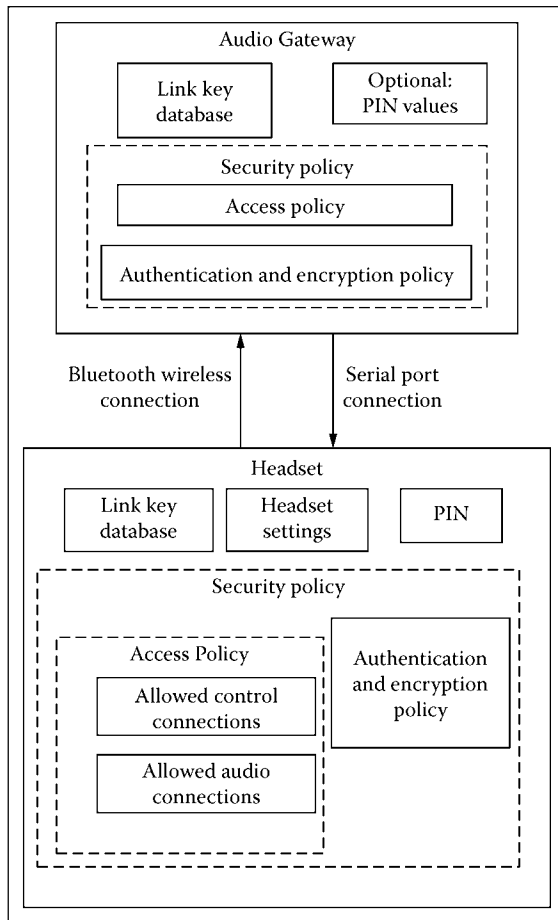 Audio Gateway
Link key
database
Optional:
PIN values
Security policy
Access policy
Authentication and encryption policy
Bluetooth wireless
connection
Serial port
connection
Headset
Link key
database
Headset
settings
PIN
Security policy
Access Policy
Allowed control
connections
Allowed audio
connections
Authentication
and encryption
policy